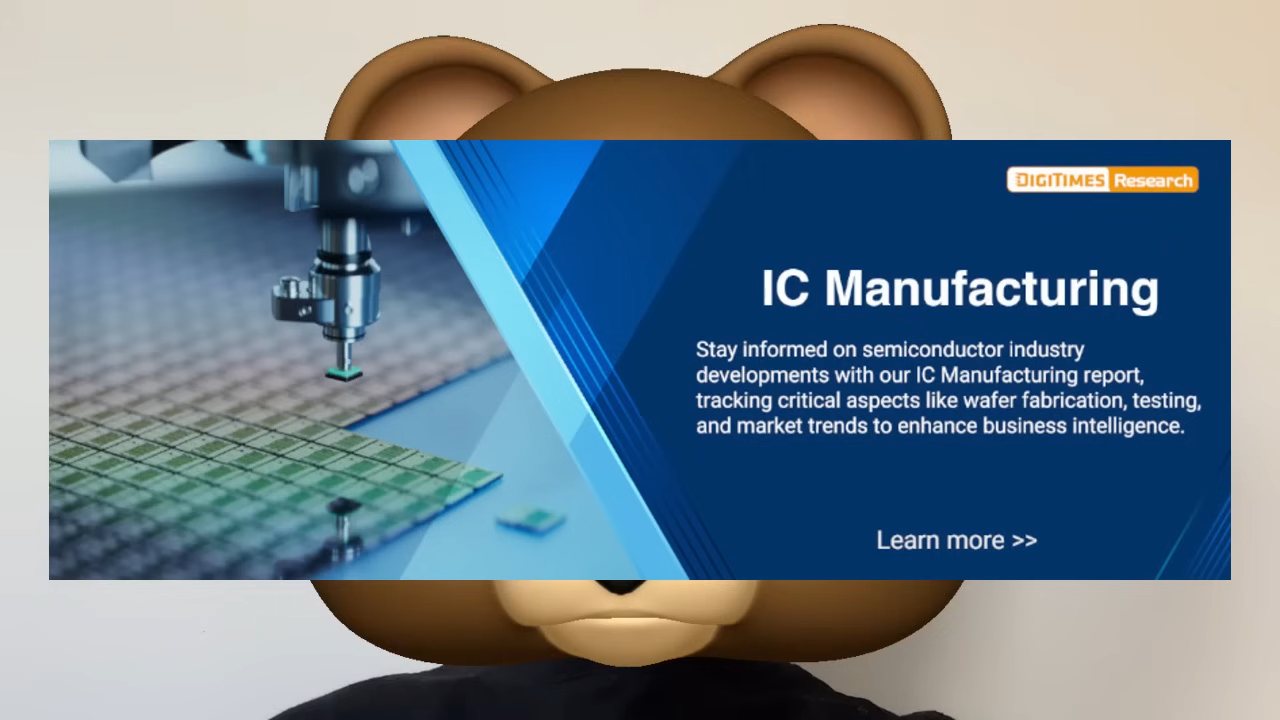 DIGITIMES Research
IC Manufacturing
Stay informed on semiconductor industry
developments with our IC Manufacturing report,
tracking critical aspects like wafer fabrication, testing,
and market trends to enhance business intelligence.
Learn more >>